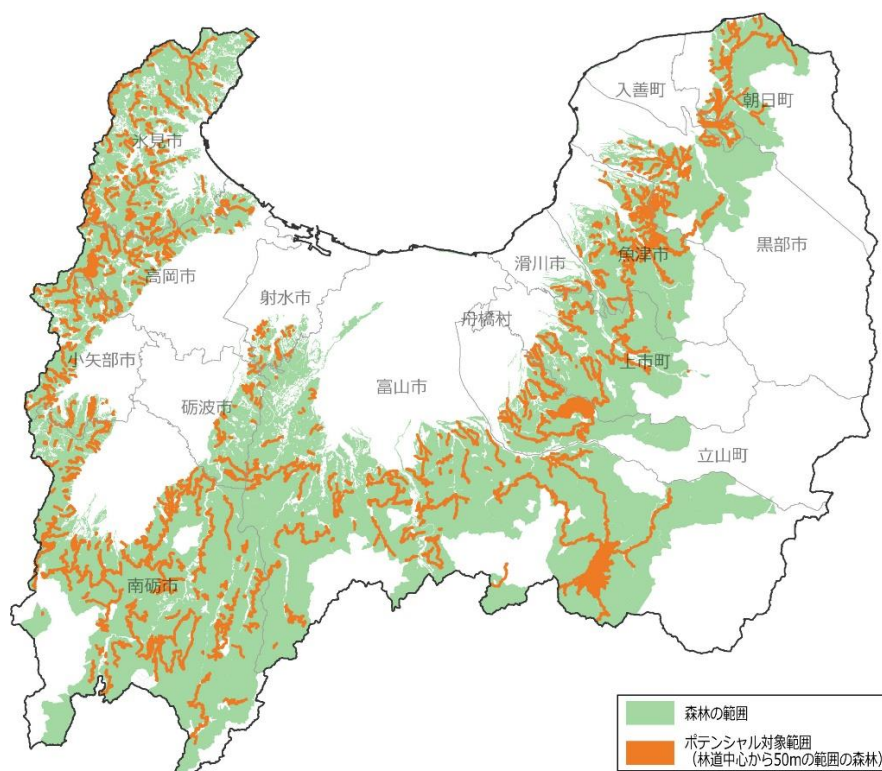 入善町
朝日町
氷見市
黒部市
魚津市
滑川市
高岡市
射水市
舟橋村
小矢部市
上市町
富山市
砺波市
立山町
南砺市
森林の範囲
ポテンシャル対象範囲
（林道中心から50mの範囲の森林）